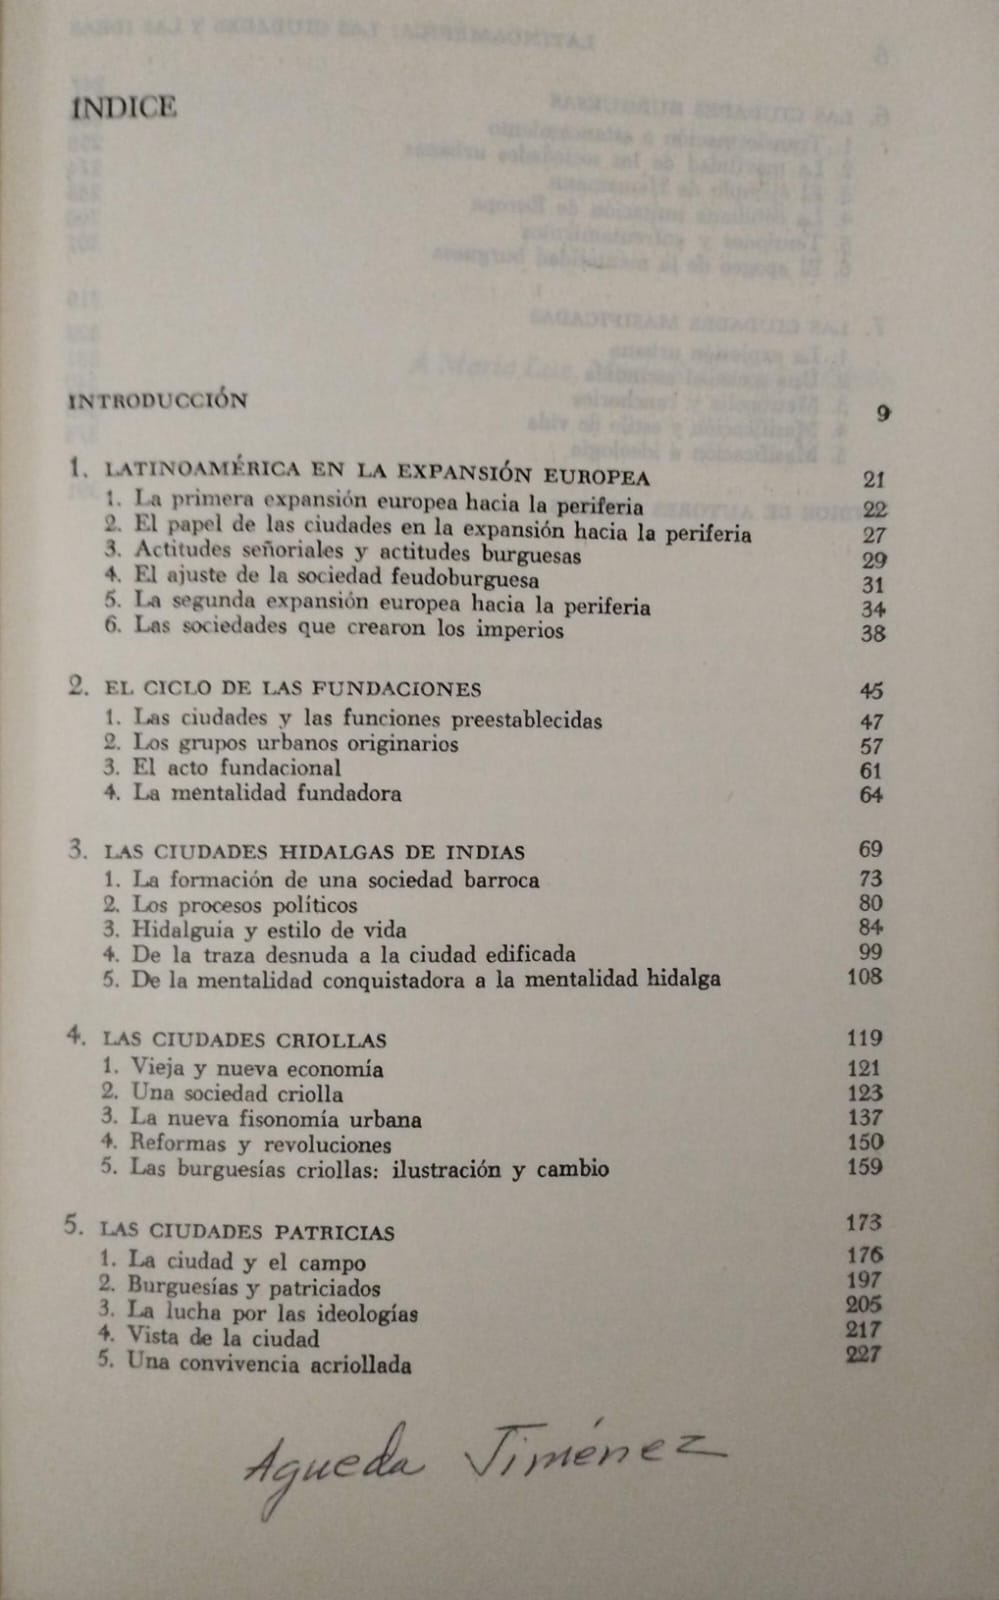 INDICE
INTRODUCCIÓN 9
1. LATINOAMÉRICA EN LA EXPANSIÓN EUROPEA 21
1. La primera expansión europea hacia la periferia 22
2. El papel de las ciudades en la expansión hacia la periferia 27
3. Actitudes señoriales y actitudes burguesas 29
4. El ajuste de la sociedad feudoburguesa 31
5. La segunda expansión europea hacia la periferia 34
6. Las sociedades que crearon los imperios 38
2. EL CICLO DE LAS FUNDACIONES 45
1. Las ciudades y las funciones preestablecidas 47
2. Los grupos urbanos originarios 57
3. El acto fundacional 61
4. La mentalidad fundadora 64
3. LAS CIUDADES HIDALGAS DE INDIAS 69
1. La formación de una sociedad barroca 73
2. Los procesos políticos 80
3. Hidalguia y estilo de vida 84
4. De la traza desnuda a la ciudad edificada 99
5. De la mentalidad conquistadora a la mentalidad hidalga 108
4. LAS CIUDADES CRIOLLAS 119
1. Vieja y nueva economía 121
2. Una sociedad criolla 123
3. La nueva fisonomía urbana 137
4. Reformas y revoluciones 150
5. Las burguesías criollas: ilustración y cambio 159
5. LAS CIUDADES PATRICIAS 173
1. La ciudad y el campo 176
2. Burguesías y patriciados 197
3. La lucha por las ideologías 205
4. Vista de la ciudad 217
5. Una convivencia acriollada 227
Agueda Jiménez